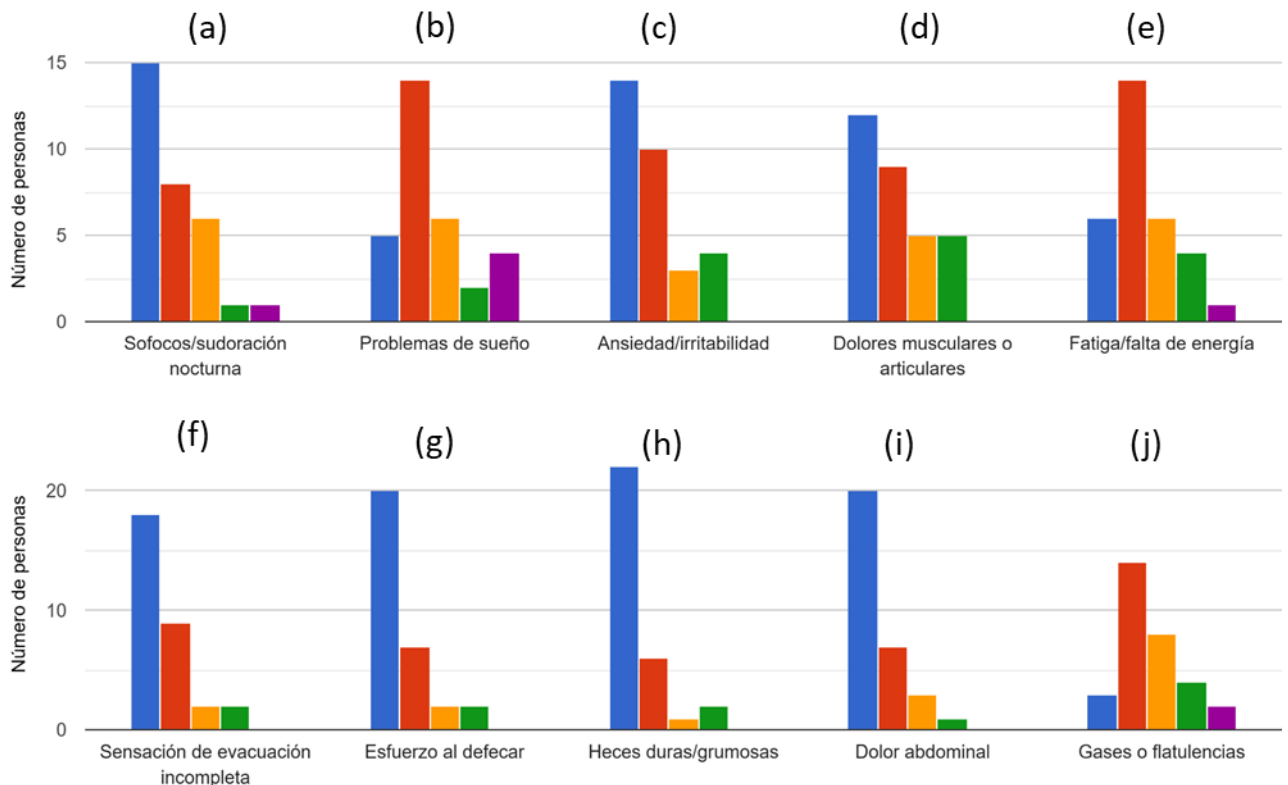 (a) (b) (c) (d) (e)
Número de personas
15
10
5
0
Sofocos/sudoración
nocturna
Problemas de sueño
Ansiedad/irritabilidad
Dolores musculares o
articulares
Fatiga/falta de energía
(f) (g) (h) (i) (j)
Número de personas
20
10
0
Sensación de evacuación
incompleta
Esfuerzo al defecar
Heces duras/grumosas
Dolor abdominal
Gases o flatulencias